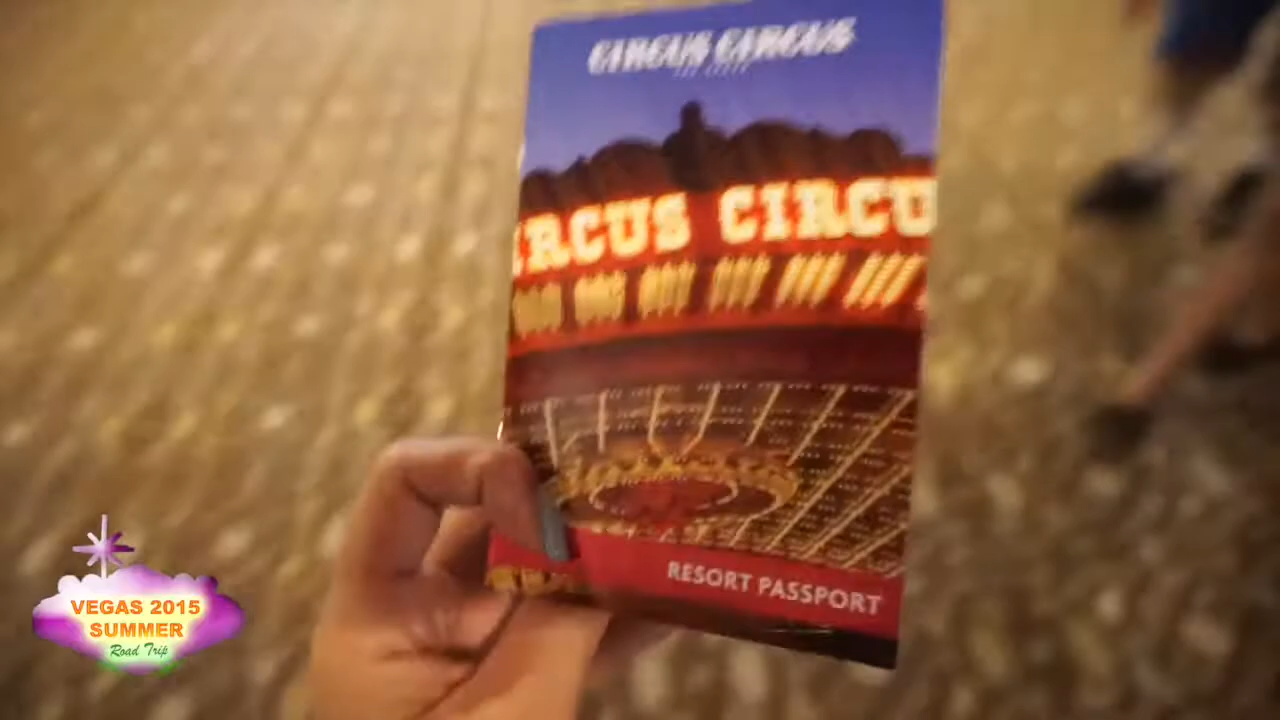 CIRCUS CIRCUS
RCUS CIRCU
RESORT PASSPORT
VEGAS 2015
SUMMER
Road Trip